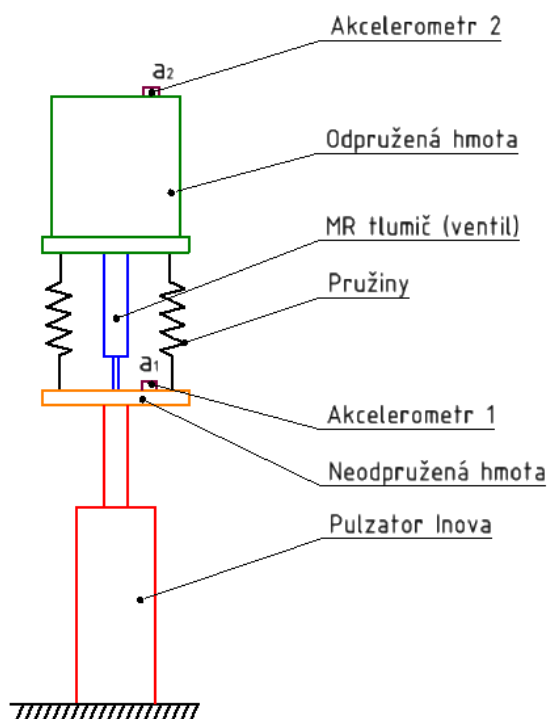 Akcelerometr 2
a₂
Odpružená hmota
MR tlumič (ventil)
Pružiny
a₁
Akcelerometr 1
Neodpružená hmota
Pulzator Inova